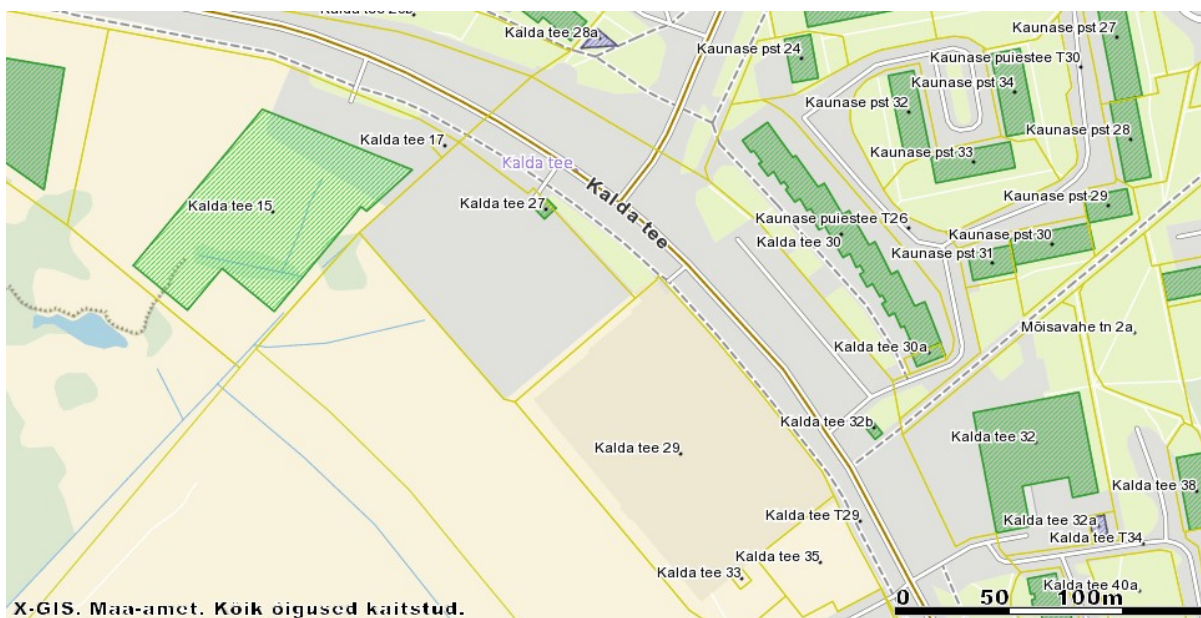 Kalda tee 26b
Kalda tee 28a
Kaunase pst 24
Kaunase pst 27
Kaunase puiestee T30
Kaunase pst 34
Kaunase pst 32
Kaunase pst 28
Kaunase pst 33
Kalda tee 17
Kalda tee
Kalda tee 15
Kalda tee 27
Kalda tee
Kaunase puiestee T26
Kaunase pst 29
Kalda tee 30
Kaunase pst 30
Kaunase pst 31
Mõisavahe tn 2a
Kalda tee 30a
Kalda tee 32b
Kalda tee 32
Kalda tee 29
Kalda tee 38
Kalda tee T29
Kalda tee 32a
Kalda tee T34
Kalda tee 35
Kalda tee 33
Kalda tee 40a
X-GIS. Maa-amet. Kõik õigused kaitstud.
0 50 100m